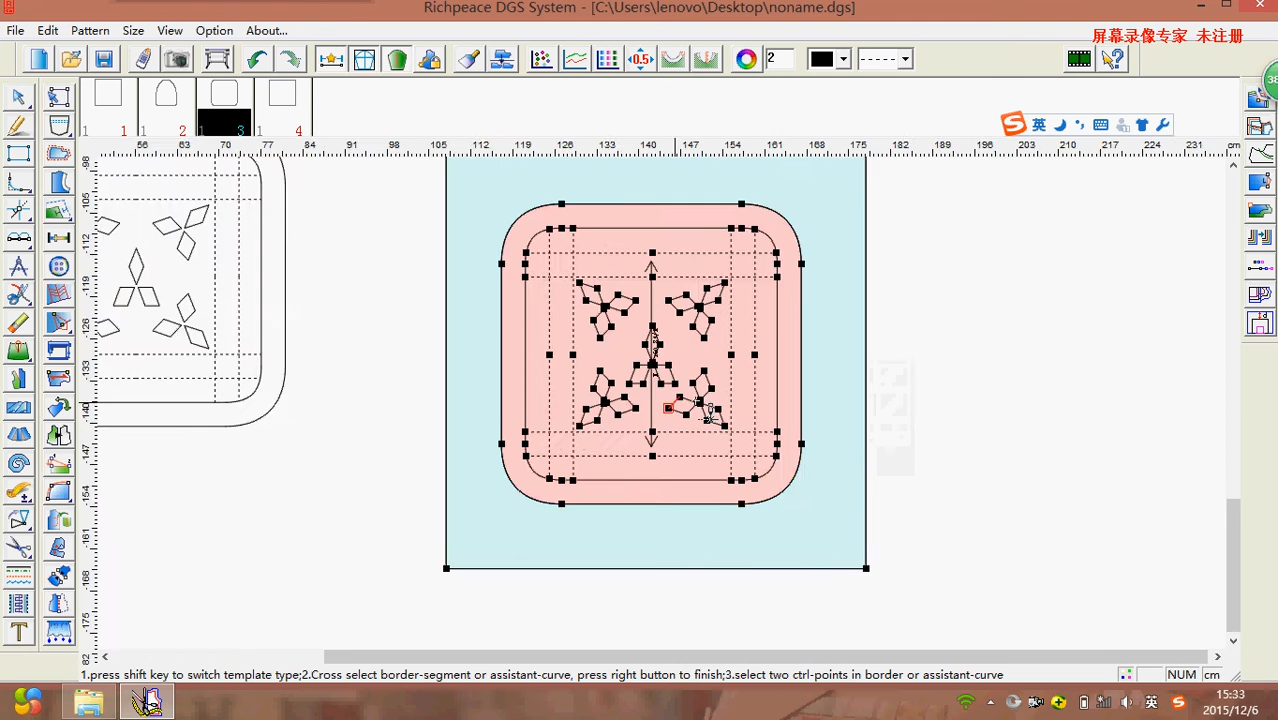 Richpeace DGS System - [C:\Users\lenovo\Desktop\noname.dgs]
File Edit Pattern Size View Option About...
屏幕录像专家 未注册
0.5 2
38
1 1 1 2 1 3 1 4
英
56 63 70 77 84 91 98 105 112 119 126 133 140 147 154 161 168 175 182 189 196 203 210 217 224 231 cm
-98
-105
-112
-119
-126
-133
-140
-147
-154
-161
-168
-175
82
T
1.press shift key to switch template type;2.Cross select border-segment or assistant-curve, press right button to finish;3.select two ctrl-points in border or assistant-curve
NUM cm
英
15:33
2015/12/6